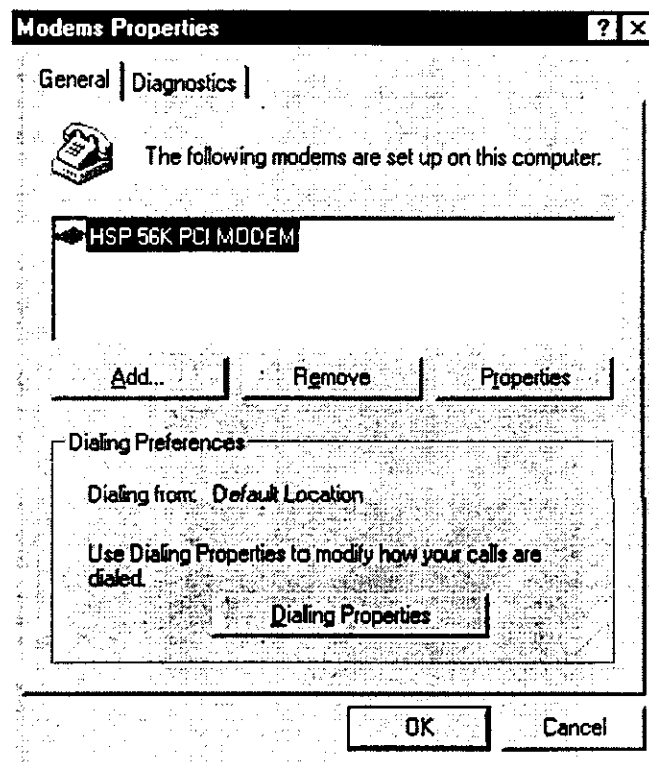 Modems Properties ? ×
General Diagnostics
The following modems are set up on this computer:
HSP 56K PCI MODEM
Add... Remove Properties
Dialing Preferences
Dialing from: Default Location
Use Dialing Properties to modify how your calls are
dialed.
Dialing Properties
OK Cancel